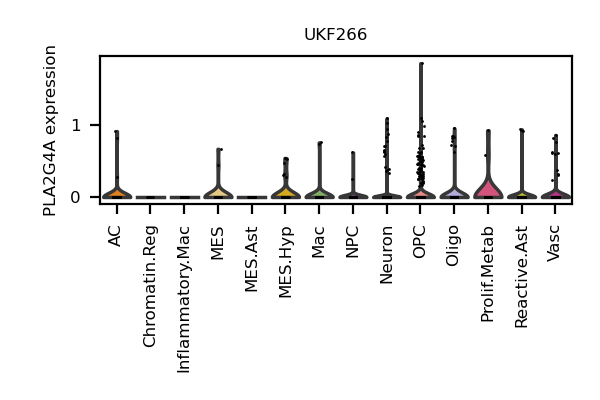 UKF266
PLA2G4A expression
1
0
AC
Chromatin.Reg
Inflammatory.Mac
MES
MES.Ast
MES.Hyp
Mac
NPC
Neuron
OPC
Oligo
Prolif.Metab
Reactive.Ast
Vasc